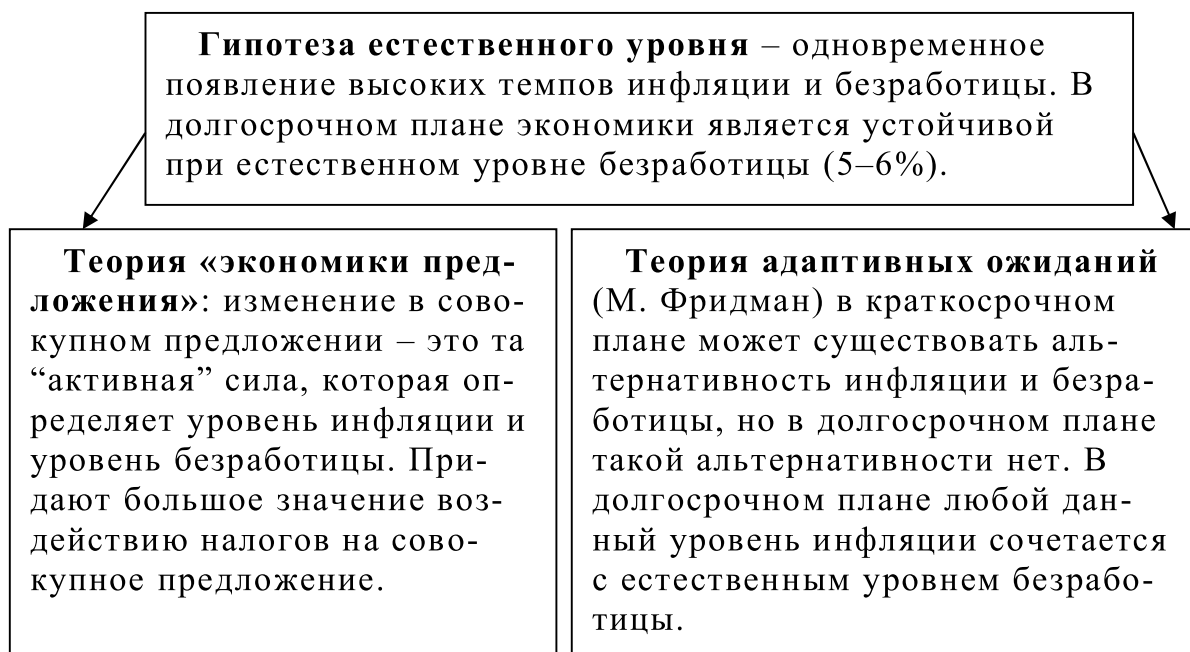 Гипотеза естественного уровня – одновременное
появление высоких темпов инфляции и безработицы. В
долгосрочном плане экономики является устойчивой
при естественном уровне безработицы (5–6%).
Теория «экономики пред-
ложения»: изменение в сово-
купном предложении – это та
“активная” сила, которая оп-
ределяет уровень инфляции и
уровень безработицы. При-
дают большое значение воз-
действию налогов на сово-
купное предложение.
Теория адаптивных ожиданий
(М. Фридман) в краткосрочном
плане может существовать аль-
тернативность инфляции и безра-
ботицы, но в долгосрочном плане
такой альтернативности нет. В
долгосрочном плане любой дан-
ный уровень инфляции сочетается
с естественным уровнем безрабо-
тицы.